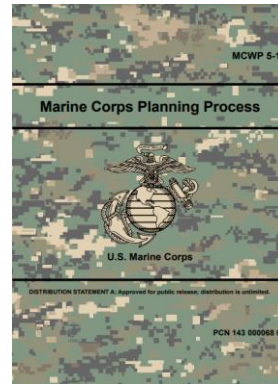 MCWP 5-1
Marine Corps Planning Process
U.S. Marine Corps
DISTRIBUTION STATEMENT A: Approved for public release; distribution is unlimited.
PCN 143 000068